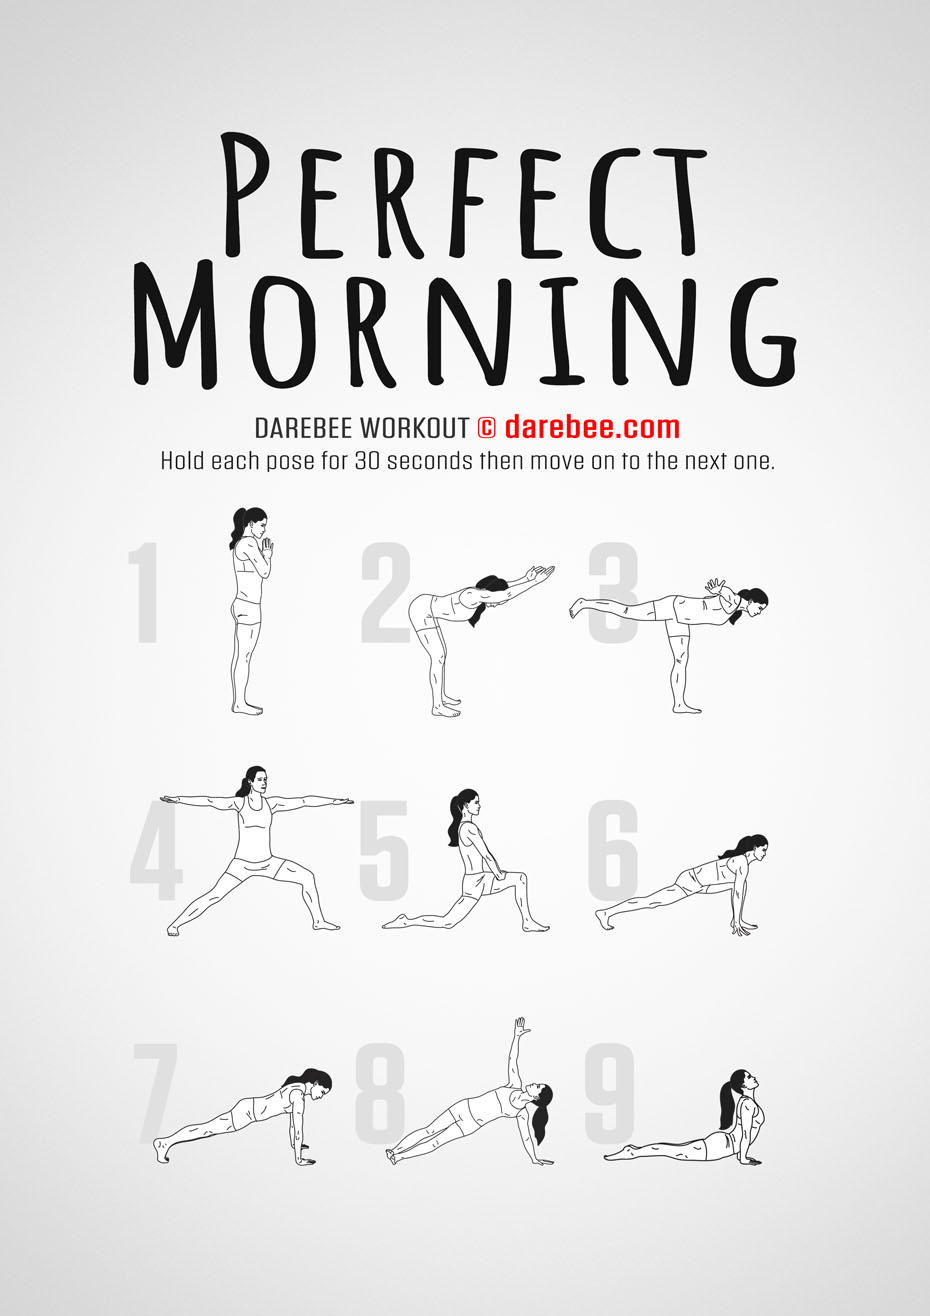 PERFECT
MORNING
DAREBEE WORKOUT © darebee.com
Hold each pose for 30 seconds then move on to the next one.
1
2
3
4
5
6
7
8
9